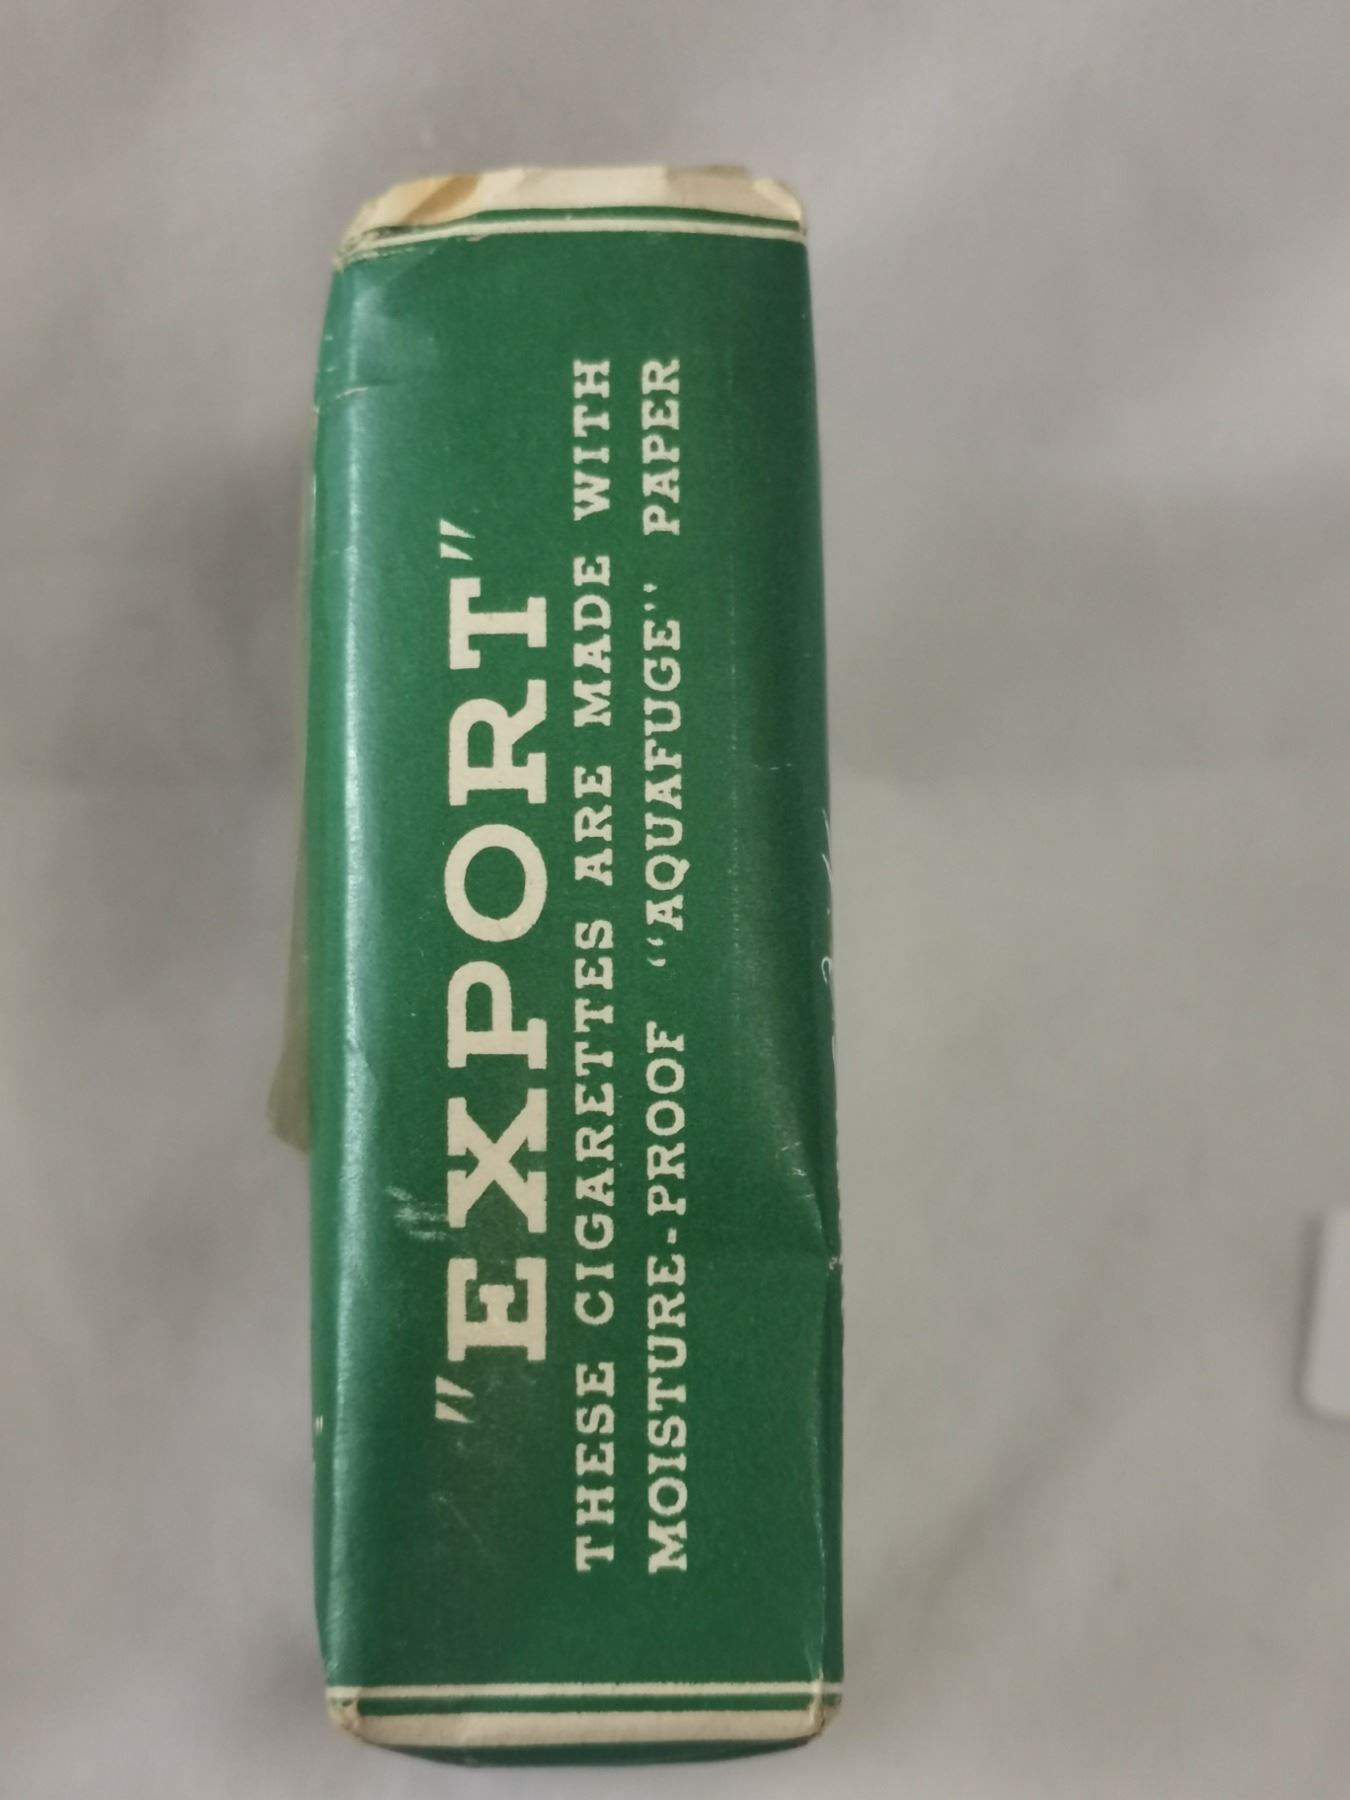 "EXPORT"
THESE CIGARETTES ARE MADE WITH
MOISTURE-PROOF "AQUAFUGE" PAPER